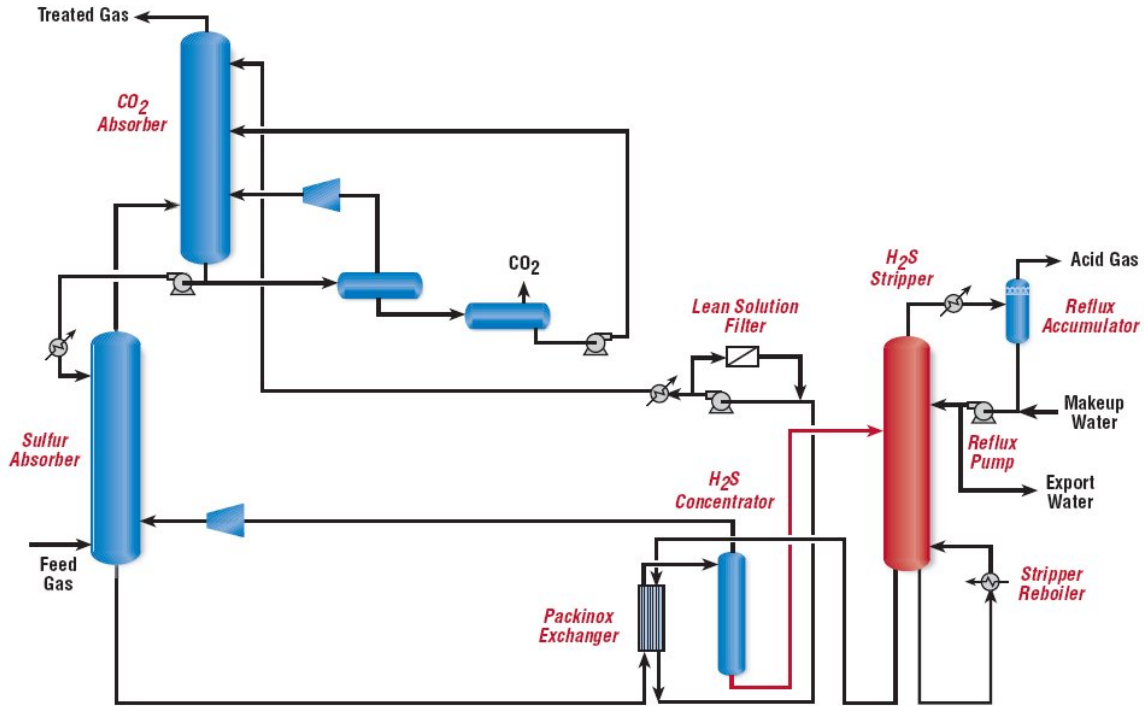 Treated Gas
CO2
Absorber
CO2
H2S
Stripper
Acid Gas
Reflux
Accumulator
Lean Solution
Filter
Makeup
Water
Reflux
Pump
Sulfur
Absorber
H2S
Concentrator
Export
Water
Feed
Gas
Stripper
Reboiler
Packinox
Exchanger